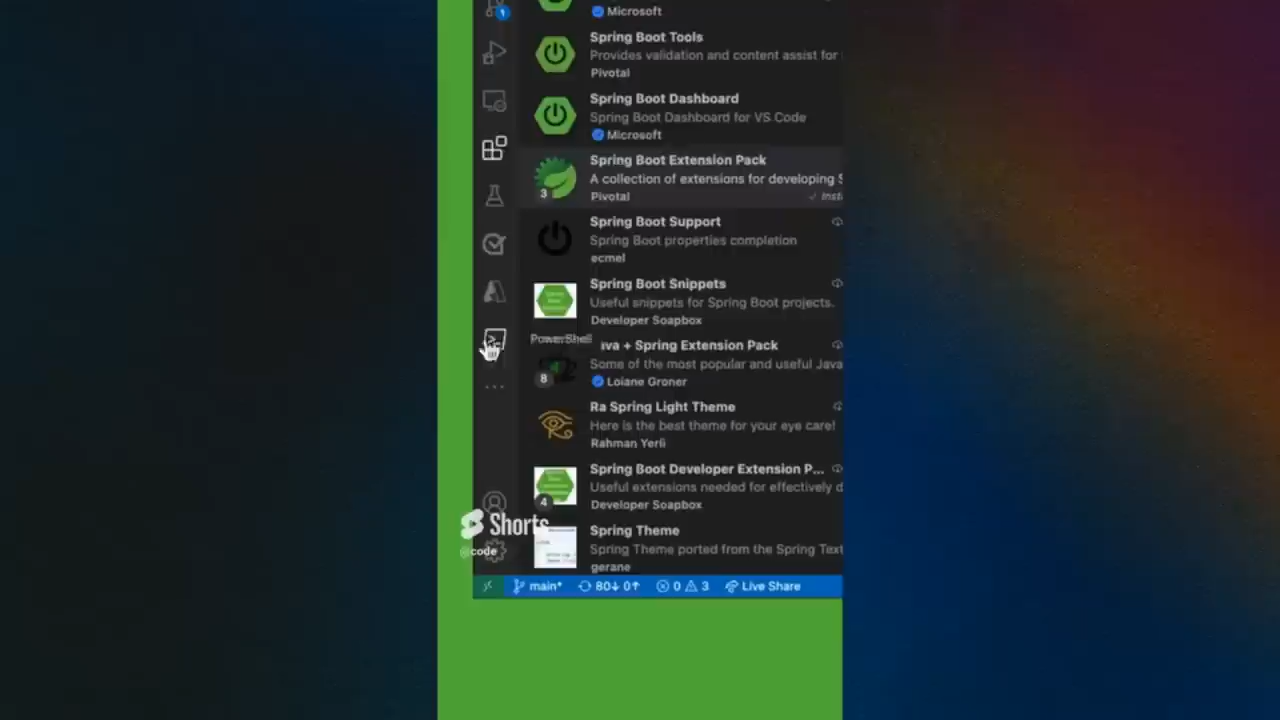 Microsoft
Spring Boot Tools
Provides validation and content assist for
Pivotal
Spring Boot Dashboard
Spring Boot Dashboard for VS Code
Microsoft
Spring Boot Extension Pack
A collection of extensions for developing S
3
Pivotal
Insta
Spring Boot Support
Spring Boot properties completion
ecmel
Spring Boot Snippets
Useful snippets for Spring Boot projects.
Developer Soapbox
PowerShell
ava + Spring Extension Pack
Some of the most popular and useful Java
8
Loiane Groner
Ra Spring Light Theme
Here is the best theme for your eye care!
Rahman Yerli
Spring Boot Developer Extension P...
Useful extensions needed for effectively d
4
Developer Soapbox
Shorts
Spring Theme
@code
Spring Theme ported from the Spring Text
gerane
main* 80↓ 0↑ 0 3 Live Share
1